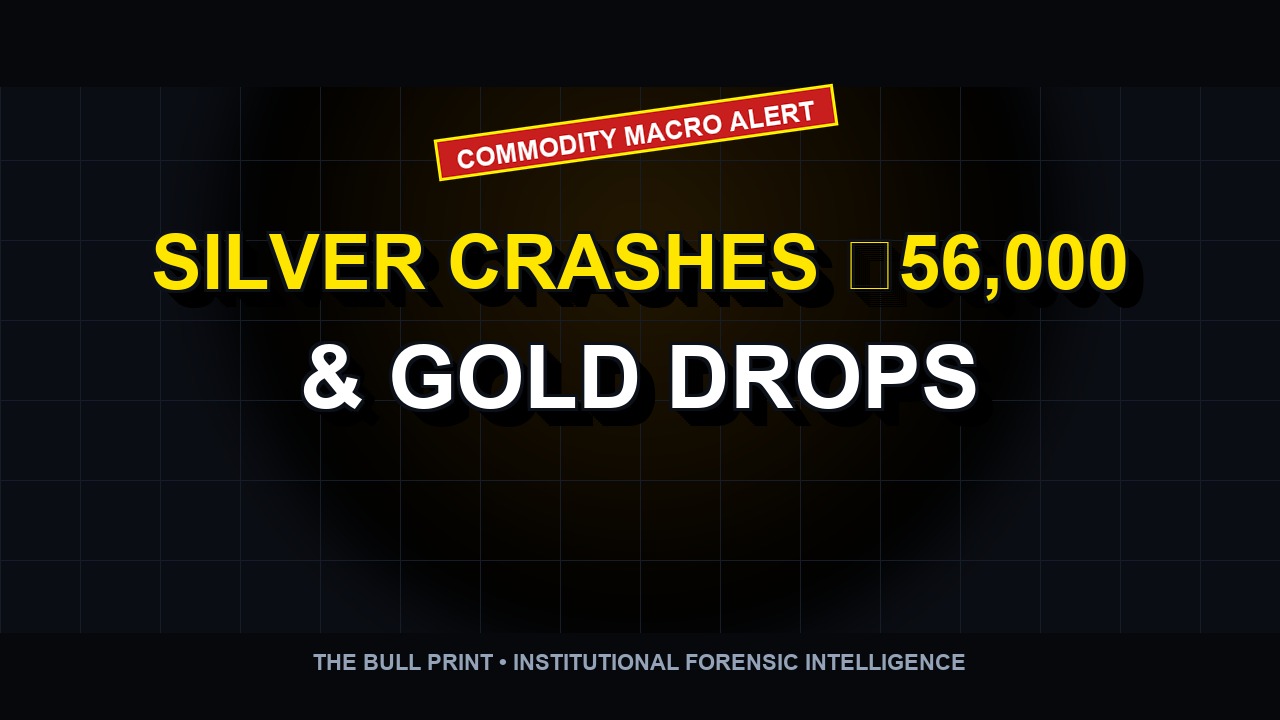 COMMODITY MACRO ALERT
SILVER CRASHES □56,000
& GOLD DROPS
THE BULL PRINT • INSTITUTIONAL FORENSIC INTELLIGENCE